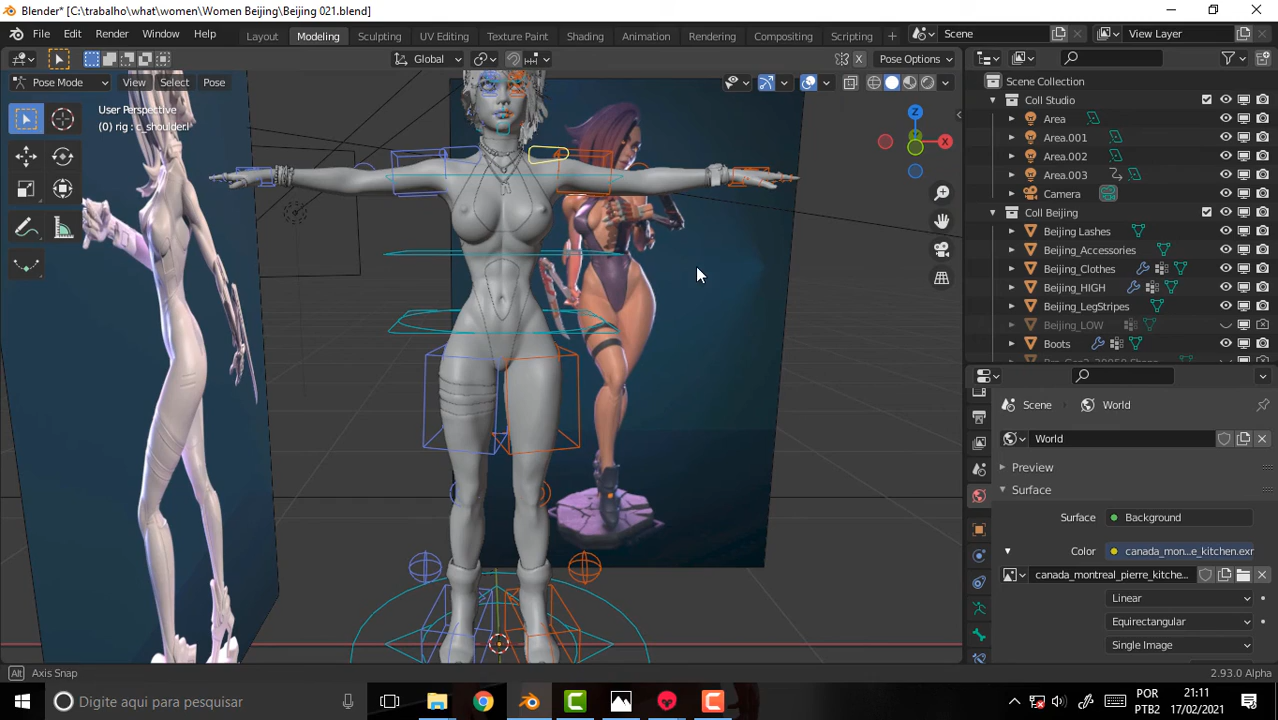 Blender* [C:\trabalho\what\women\Women Beijing\Beijing 021.blend]
File Edit Render Window Help Layout Modeling Sculpting UV Editing Texture Paint Shading Animation Rendering Compositing Scripting Scene View Layer
Global X Pose Options
Pose Mode View Select Pose
User Perspective
(0) rig : c_shoulder.l
Z
X
Scene Collection
Coll Studio
Area
Area.001
Area.002
Area.003
Camera
Coll Beijing
Beijing Lashes
Beijing_Accessories
Beijing_Clothes
Beijing_HIGH
Beijing_LegStripes
Beijing_LOW
Boots
Scene World
World
Preview
Surface
Surface Background
Color canada_mon...e_kitchen.exr
canada_montreal_pierre_kitche...
Linear
Equirectangular
Single Image
Alt Axis Snap 2.93.0 Alpha
Digite aqui para pesquisar
POR
PTB2
21:11
17/02/2021